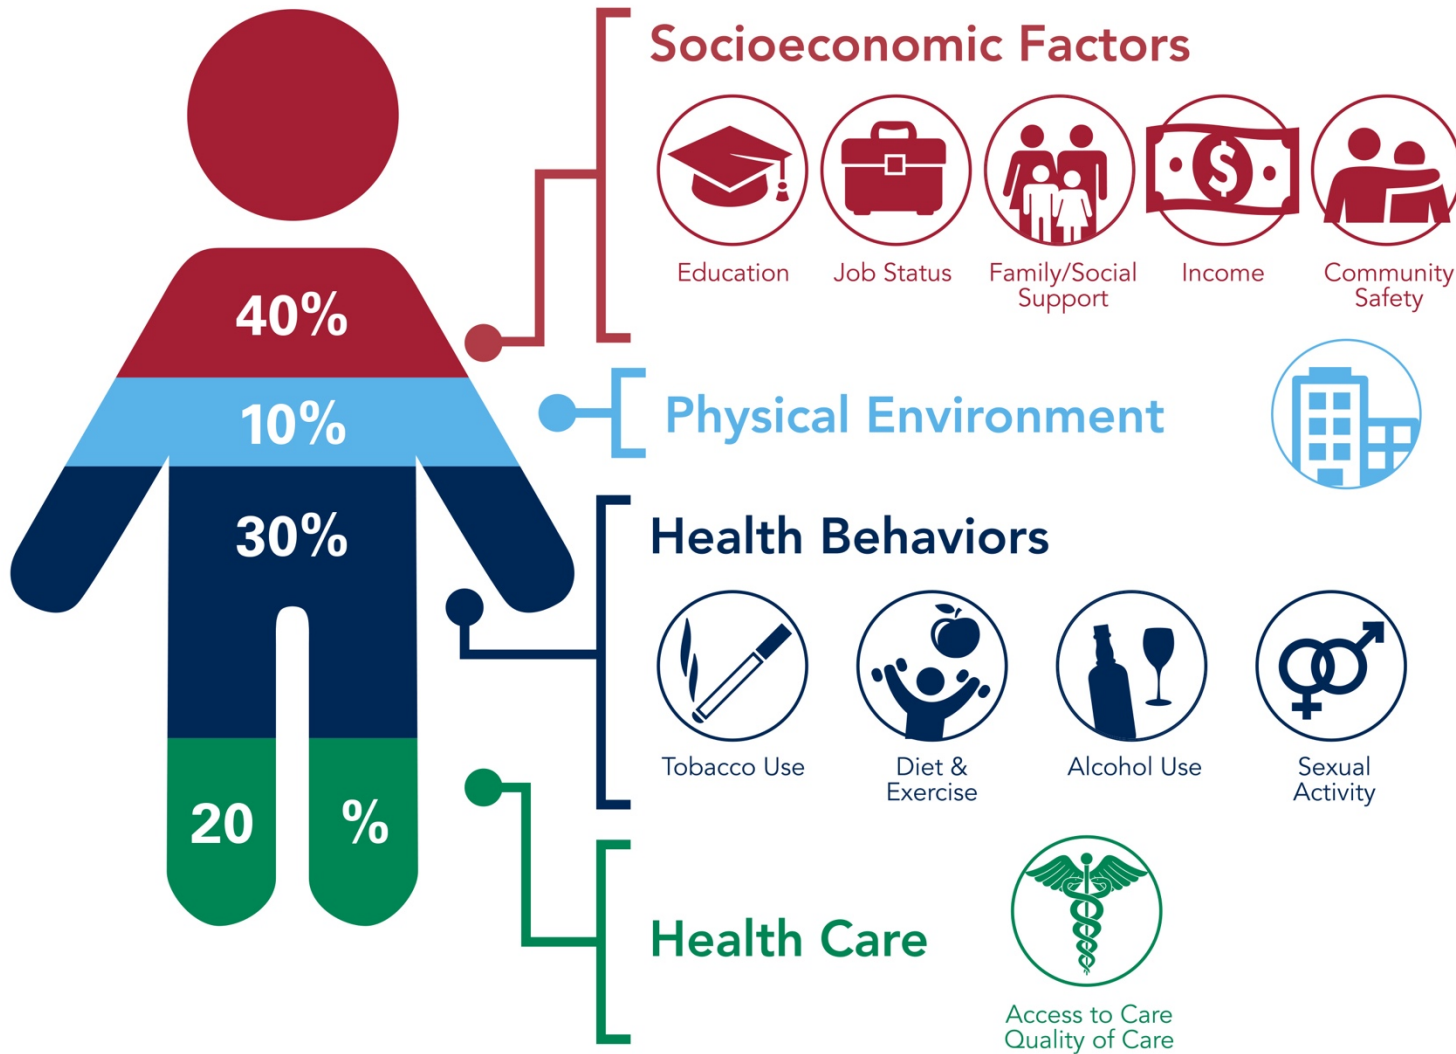 Socioeconomic Factors
Education
Job Status
Family/Social
Support
Income
Community
Safety
40%
Physical Environment
10%
Health Behaviors
30%
Tobacco Use
Diet &
Exercise
Alcohol Use
Sexual
Activity
20 %
Health Care
Access to Care
Quality of Care
$